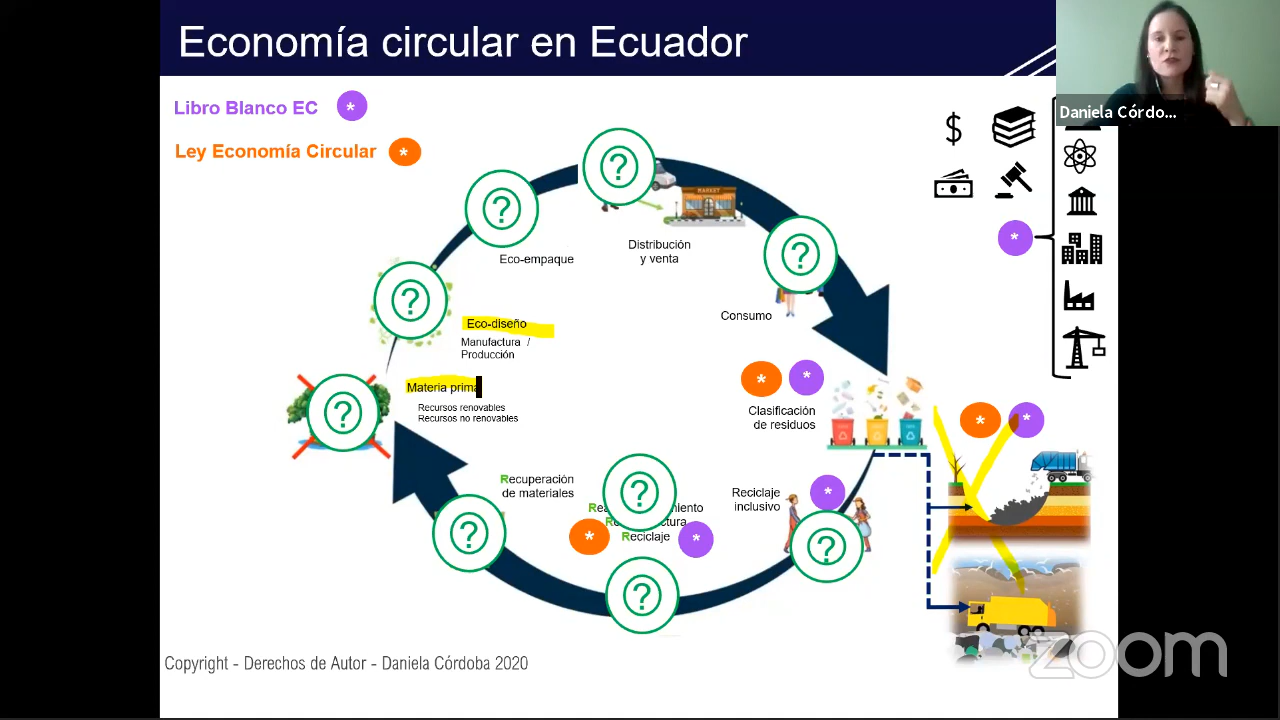 Economía circular en Ecuador
Daniela Córdo...
Libro Blanco EC *
Ley Economía Circular *
$
?
?
MARKET
Distribución
y venta
?
Eco-empaque
*
?
Eco-diseño
Manufactura /
Producción
Consumo
Materia prima
Recursos renovables
Recursos no renovables
?
* *
Clasificación
de residuos
* *
Recuperación
de materiales
?
Reciclaje
* *
Reciclaje
inclusivo
*
?
?
?
Copyright - Derechos de Autor - Daniela Córdoba 2020
zoom